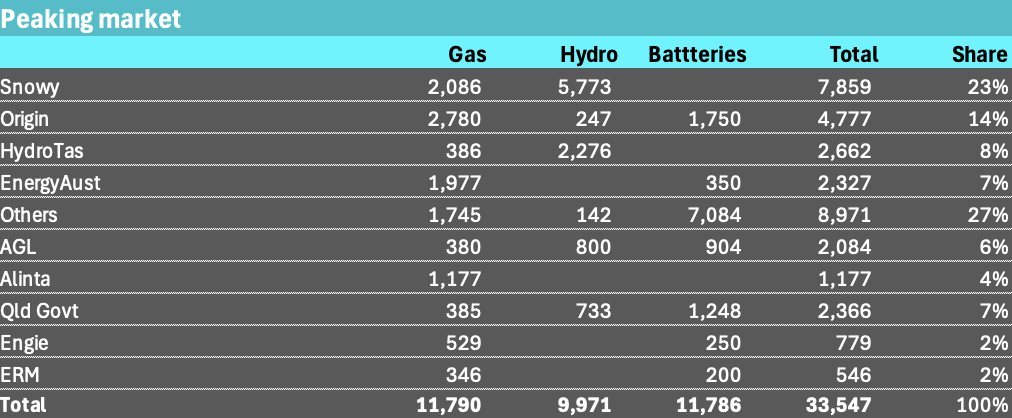 Peaking market
Gas Hydro Battteries Total Share
Snowy 2,086 5,773 7,859 23%
Origin 2,780 247 1,750 4,777 14%
HydroTas 386 2,276 2,662 8%
EnergyAust 1,977 350 2,327 7%
Others 1,745 142 7,084 8,971 27%
AGL 380 800 904 2,084 6%
Alinta 1,177 1,177 4%
Qld Govt 385 733 1,248 2,366 7%
Engie 529 250 779 2%
ERM 346 200 546 2%
Total 11,790 9,971 11,786 33,547 100%